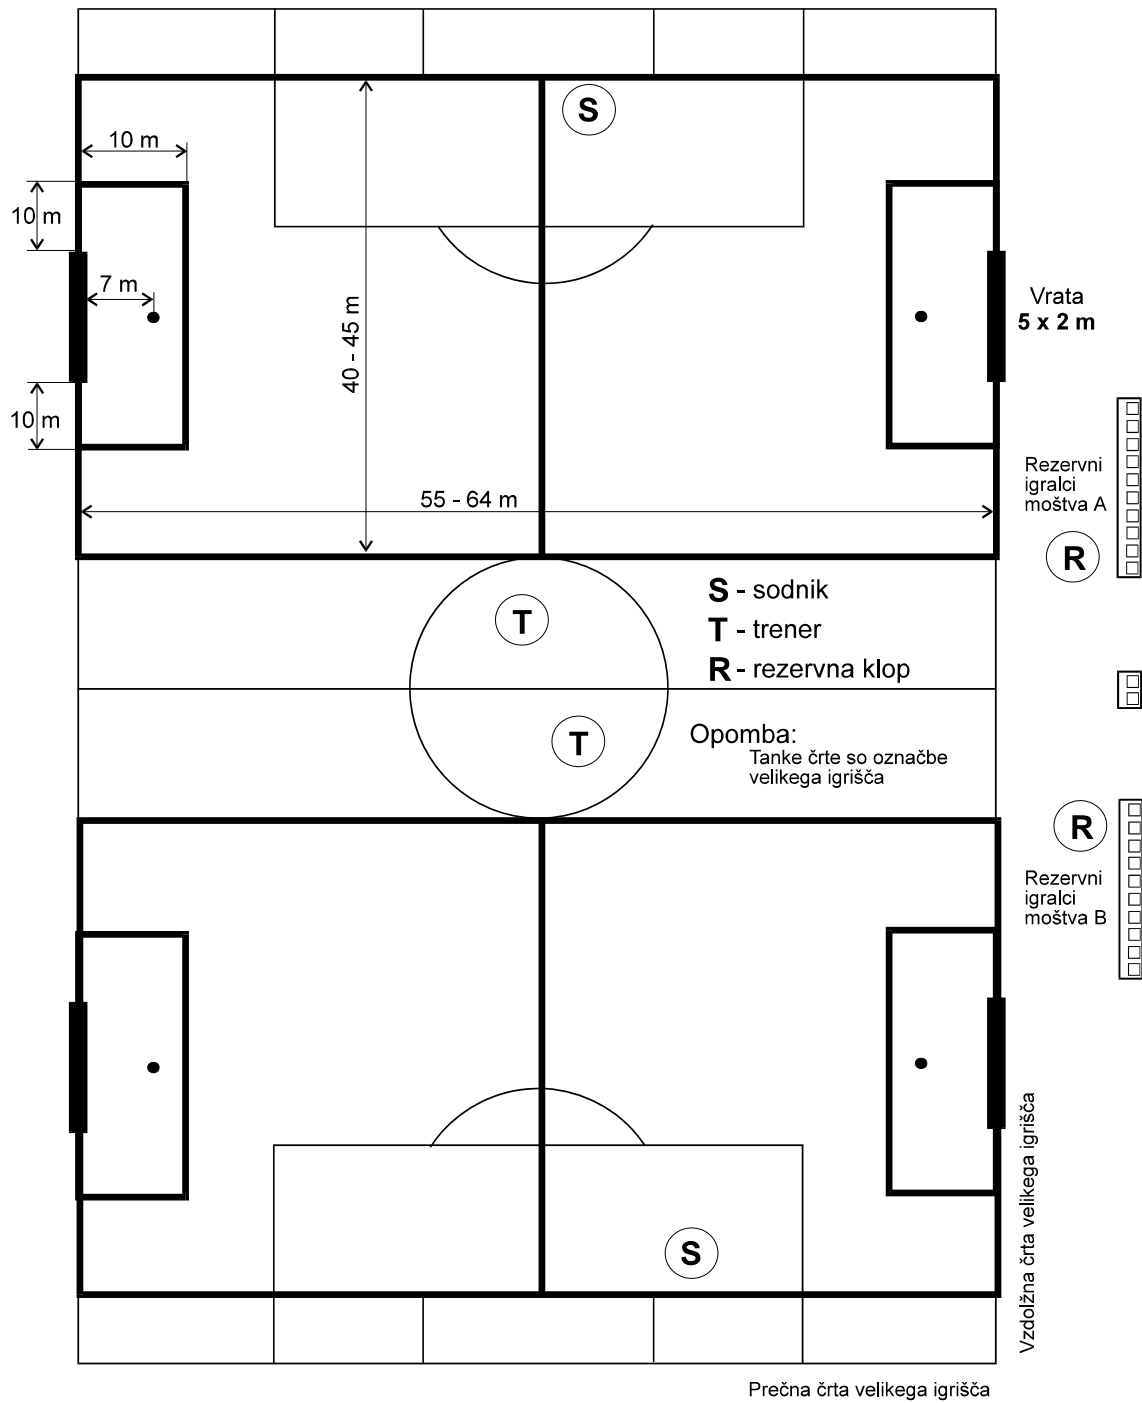 S
10 m
10 m
7 m
40 - 45 m
Vrata
5 x 2 m
10 m
55 - 64 m
Rezervni
igralci
moštva A
R
S - sodnik
T - trener
R - rezervna klop
T
T
Opomba:
Tanke črte so označbe
velikega igrišča
R
Rezervni
igralci
moštva B
S
Vzdolžna črta velikega igrišča
Prečna črta velikega igrišča